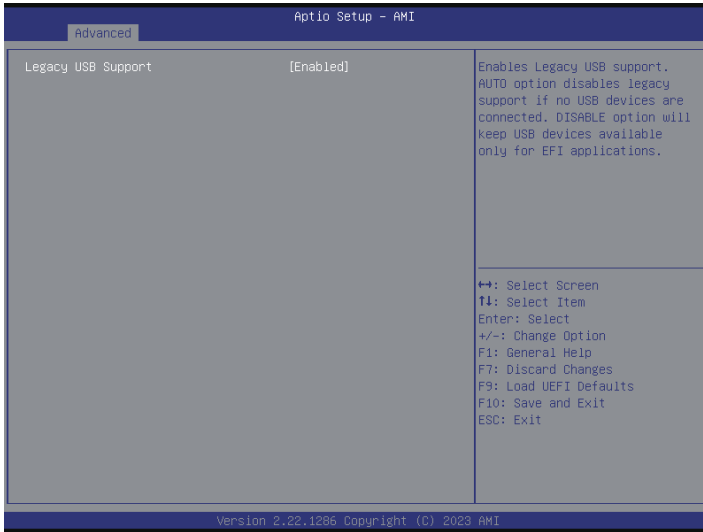 Aptio Setup – AMI
Advanced
Legacy USB Support [Enabled]
Enables Legacy USB support.
AUTO option disables legacy
support if no USB devices are
connected. DISABLE option will
keep USB devices available
only for EFI applications.
↔: Select Screen
↑↓: Select Item
Enter: Select
+/-: Change Option
F1: General Help
F7: Discard Changes
F9: Load UEFI Defaults
F10: Save and Exit
ESC: Exit
Version 2.22.1286 Copyright (C) 2023 AMI